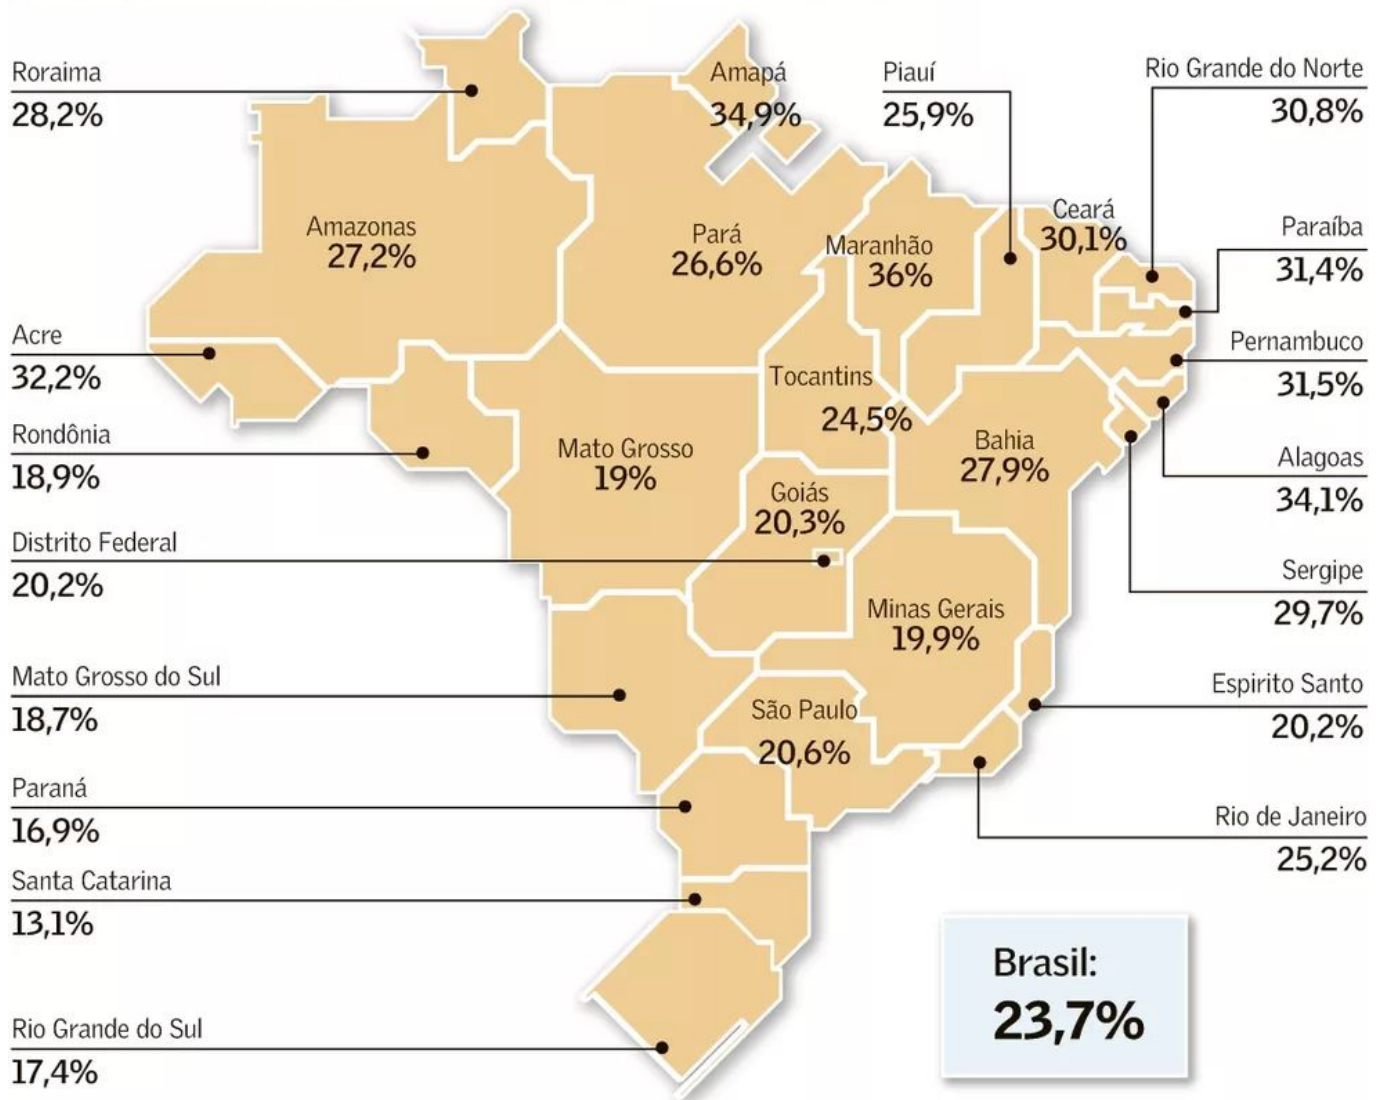 Roraima
28,2%
Amapá
34,9%
Piauí
25,9%
Rio Grande do Norte
30,8%
Amazonas
27,2%
Pará
26,6%
Maranhão
36%
Ceará
30,1%
Paraíba
31,4%
Acre
32,2%
Pernambuco
31,5%
Tocantins
24,5%
Rondônia
18,9%
Mato Grosso
19%
Bahia
27,9%
Alagoas
34,1%
Goiás
20,3%
Distrito Federal
20,2%
Sergipe
29,7%
Minas Gerais
19,9%
Mato Grosso do Sul
18,7%
Espirito Santo
20,2%
São Paulo
20,6%
Paraná
16,9%
Rio de Janeiro
25,2%
Santa Catarina
13,1%
Brasil:
23,7%
Rio Grande do Sul
17,4%